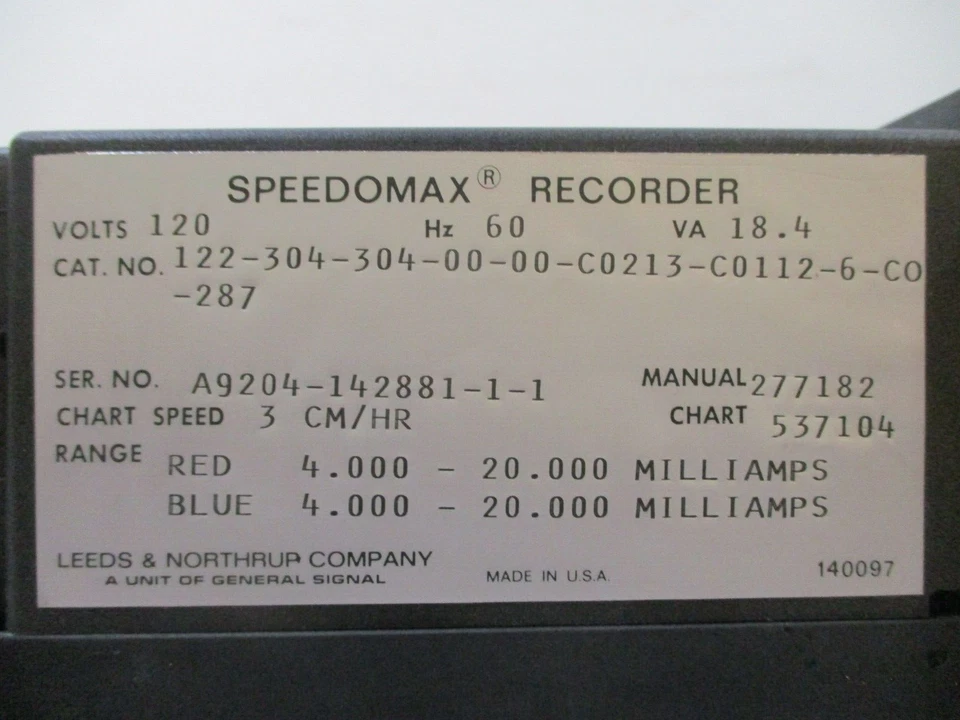 SPEEDOMAX® RECORDER
VOLTS 120 Hz 60 VA 18.4
CAT. NO. 122-304-304-00-00-C0213-C0112-6-CO
-287
SER. NO. A9204-142881-1-1 MANUAL 277182
CHART SPEED 3 CM/HR CHART 537104
RANGE RED 4.000 - 20.000 MILLIAMPS
BLUE 4.000 - 20.000 MILLIAMPS
LEEDS & NORTHRUP COMPANY
A UNIT OF GENERAL SIGNAL MADE IN U.S.A. 140097